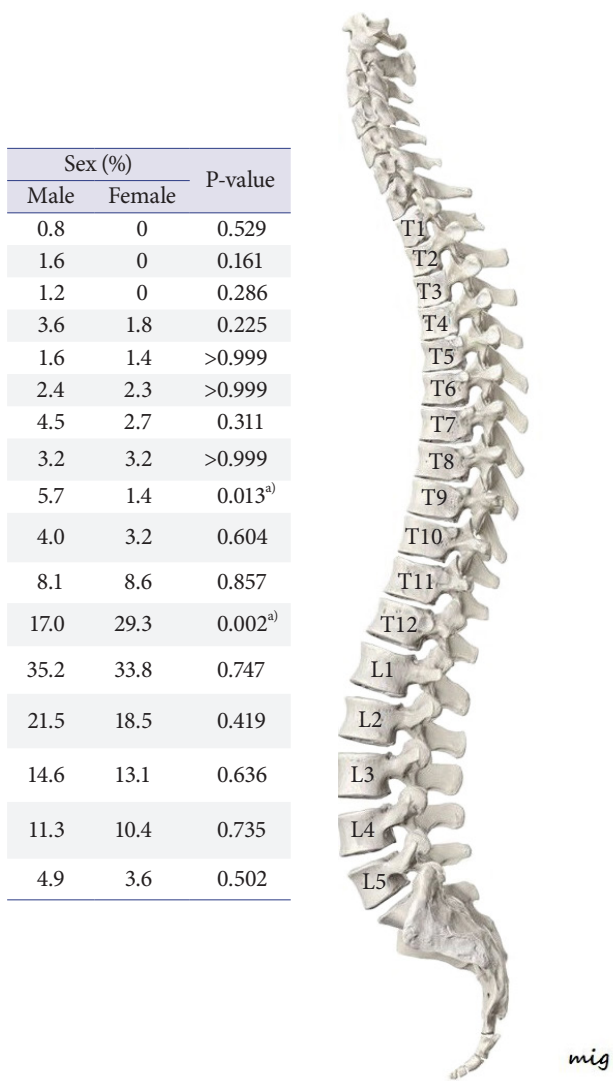 Sex (%)
P-value
Male Female
0.8 0 0.529
1.6 0 0.161
1.2 0 0.286
3.6 1.8 0.225
1.6 1.4 >0.999
2.4 2.3 >0.999
4.5 2.7 0.311
3.2 3.2 >0.999
5.7 1.4 0.013a)
4.0 3.2 0.604
8.1 8.6 0.857
17.0 29.3 0.002a)
35.2 33.8 0.747
21.5 18.5 0.419
14.6 13.1 0.636
11.3 10.4 0.735
4.9 3.6 0.502
T1
T2
T3
T4
T5
T6
T7
T8
T9
T10
T11
T12
L1
L2
L3
L4
L5
mig